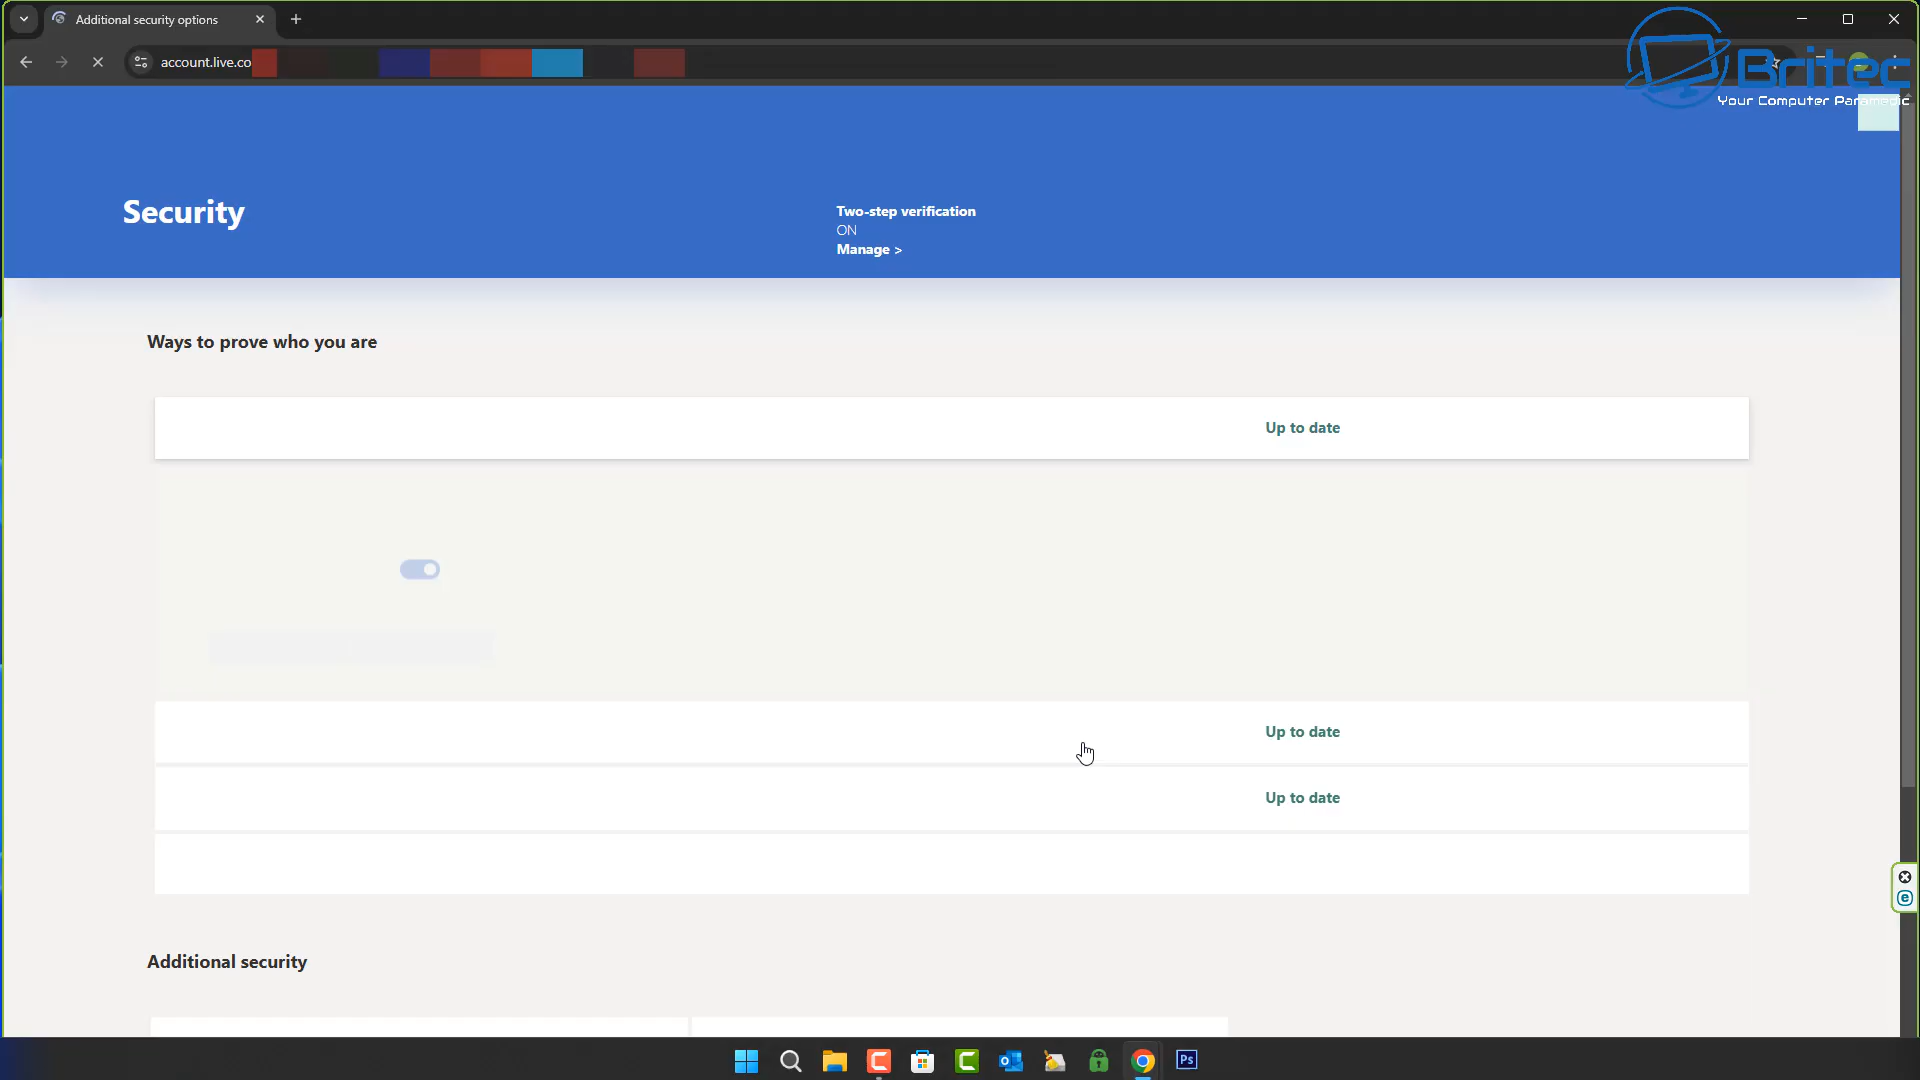 Additional security options
account.live.co
Britec
Your Computer Paramedic
Security
Two-step verification
ON
Manage >
Ways to prove who you are
Up to date
Up to date
Up to date
Additional security
Ps